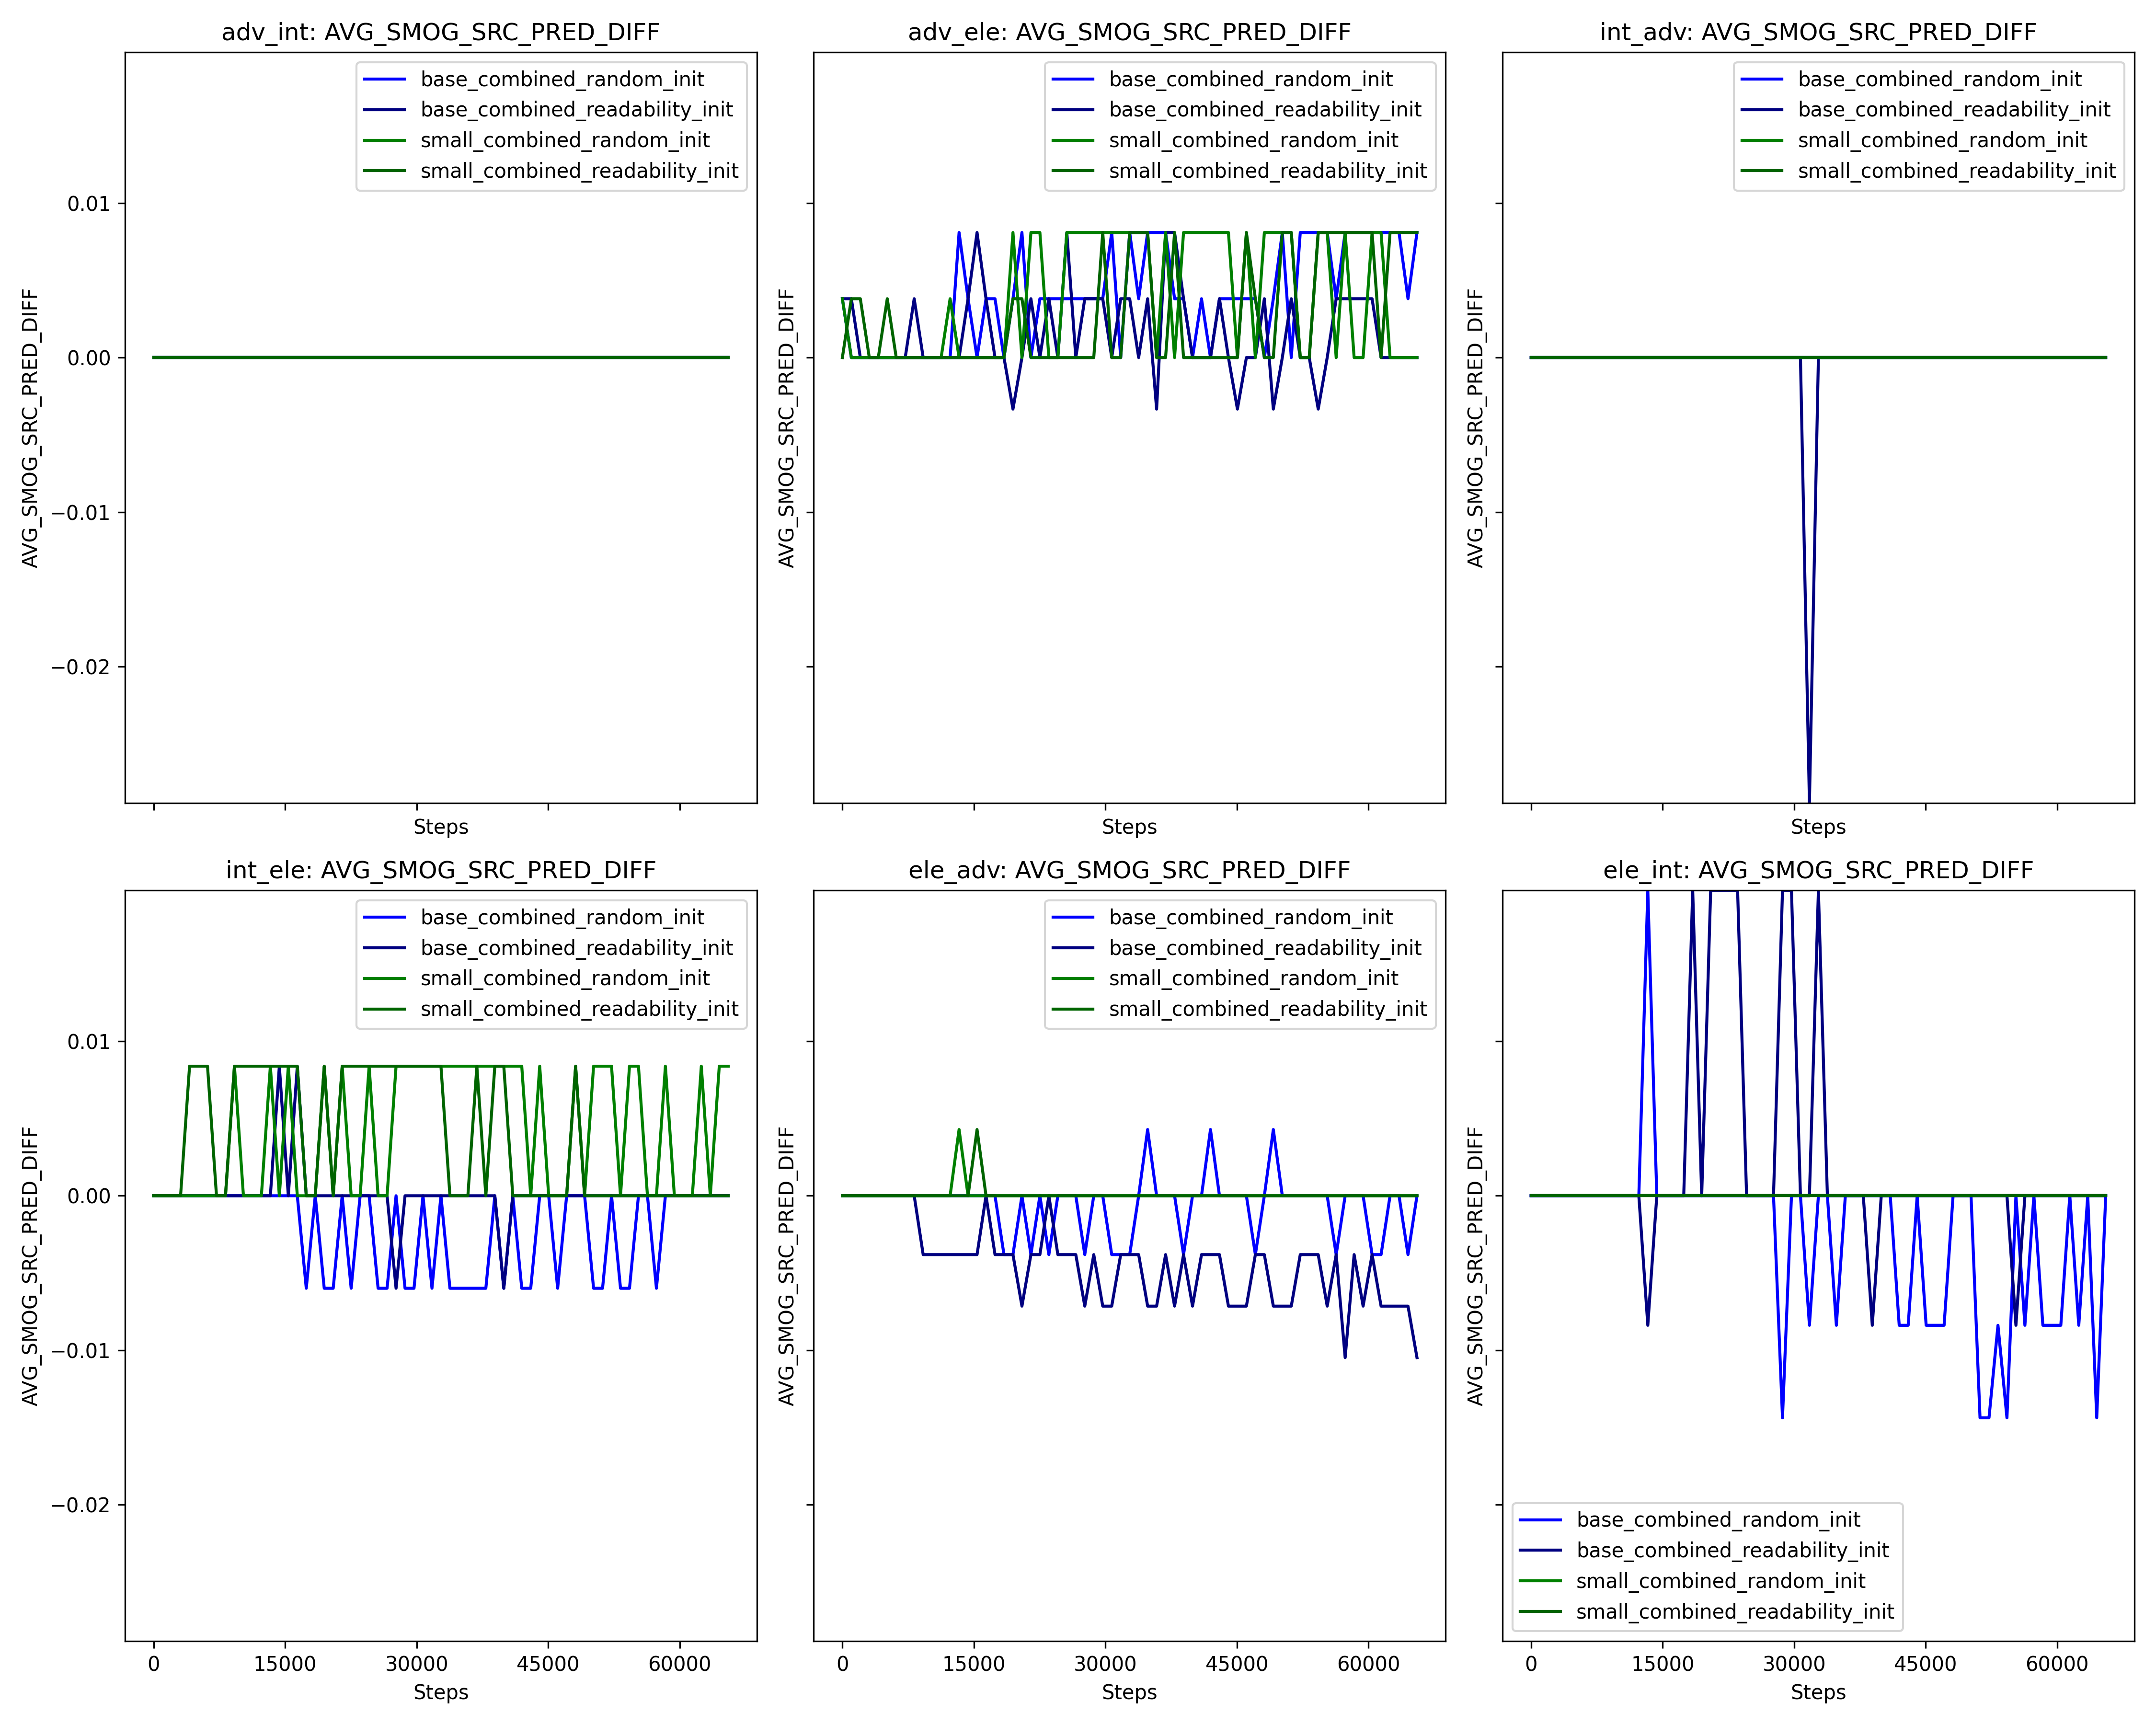 adv_int: AVG_SMOG_SRC_PRED_DIFF
adv_ele: AVG_SMOG_SRC_PRED_DIFF
int_adv: AVG_SMOG_SRC_PRED_DIFF
base_combined_random_init
base_combined_readability_init
small_combined_random_init
small_combined_readability_init
base_combined_random_init
base_combined_readability_init
small_combined_random_init
small_combined_readability_init
base_combined_random_init
base_combined_readability_init
small_combined_random_init
small_combined_readability_init
AVG_SMOG_SRC_PRED_DIFF
0.01
0.00
−0.01
−0.02
AVG_SMOG_SRC_PRED_DIFF
AVG_SMOG_SRC_PRED_DIFF
Steps
Steps
Steps
int_ele: AVG_SMOG_SRC_PRED_DIFF
ele_adv: AVG_SMOG_SRC_PRED_DIFF
ele_int: AVG_SMOG_SRC_PRED_DIFF
base_combined_random_init
base_combined_readability_init
small_combined_random_init
small_combined_readability_init
base_combined_random_init
base_combined_readability_init
small_combined_random_init
small_combined_readability_init
AVG_SMOG_SRC_PRED_DIFF
0.01
0.00
−0.01
−0.02
AVG_SMOG_SRC_PRED_DIFF
AVG_SMOG_SRC_PRED_DIFF
base_combined_random_init
base_combined_readability_init
small_combined_random_init
small_combined_readability_init
0 15000 30000 45000 60000
0 15000 30000 45000 60000
0 15000 30000 45000 60000
Steps
Steps
Steps